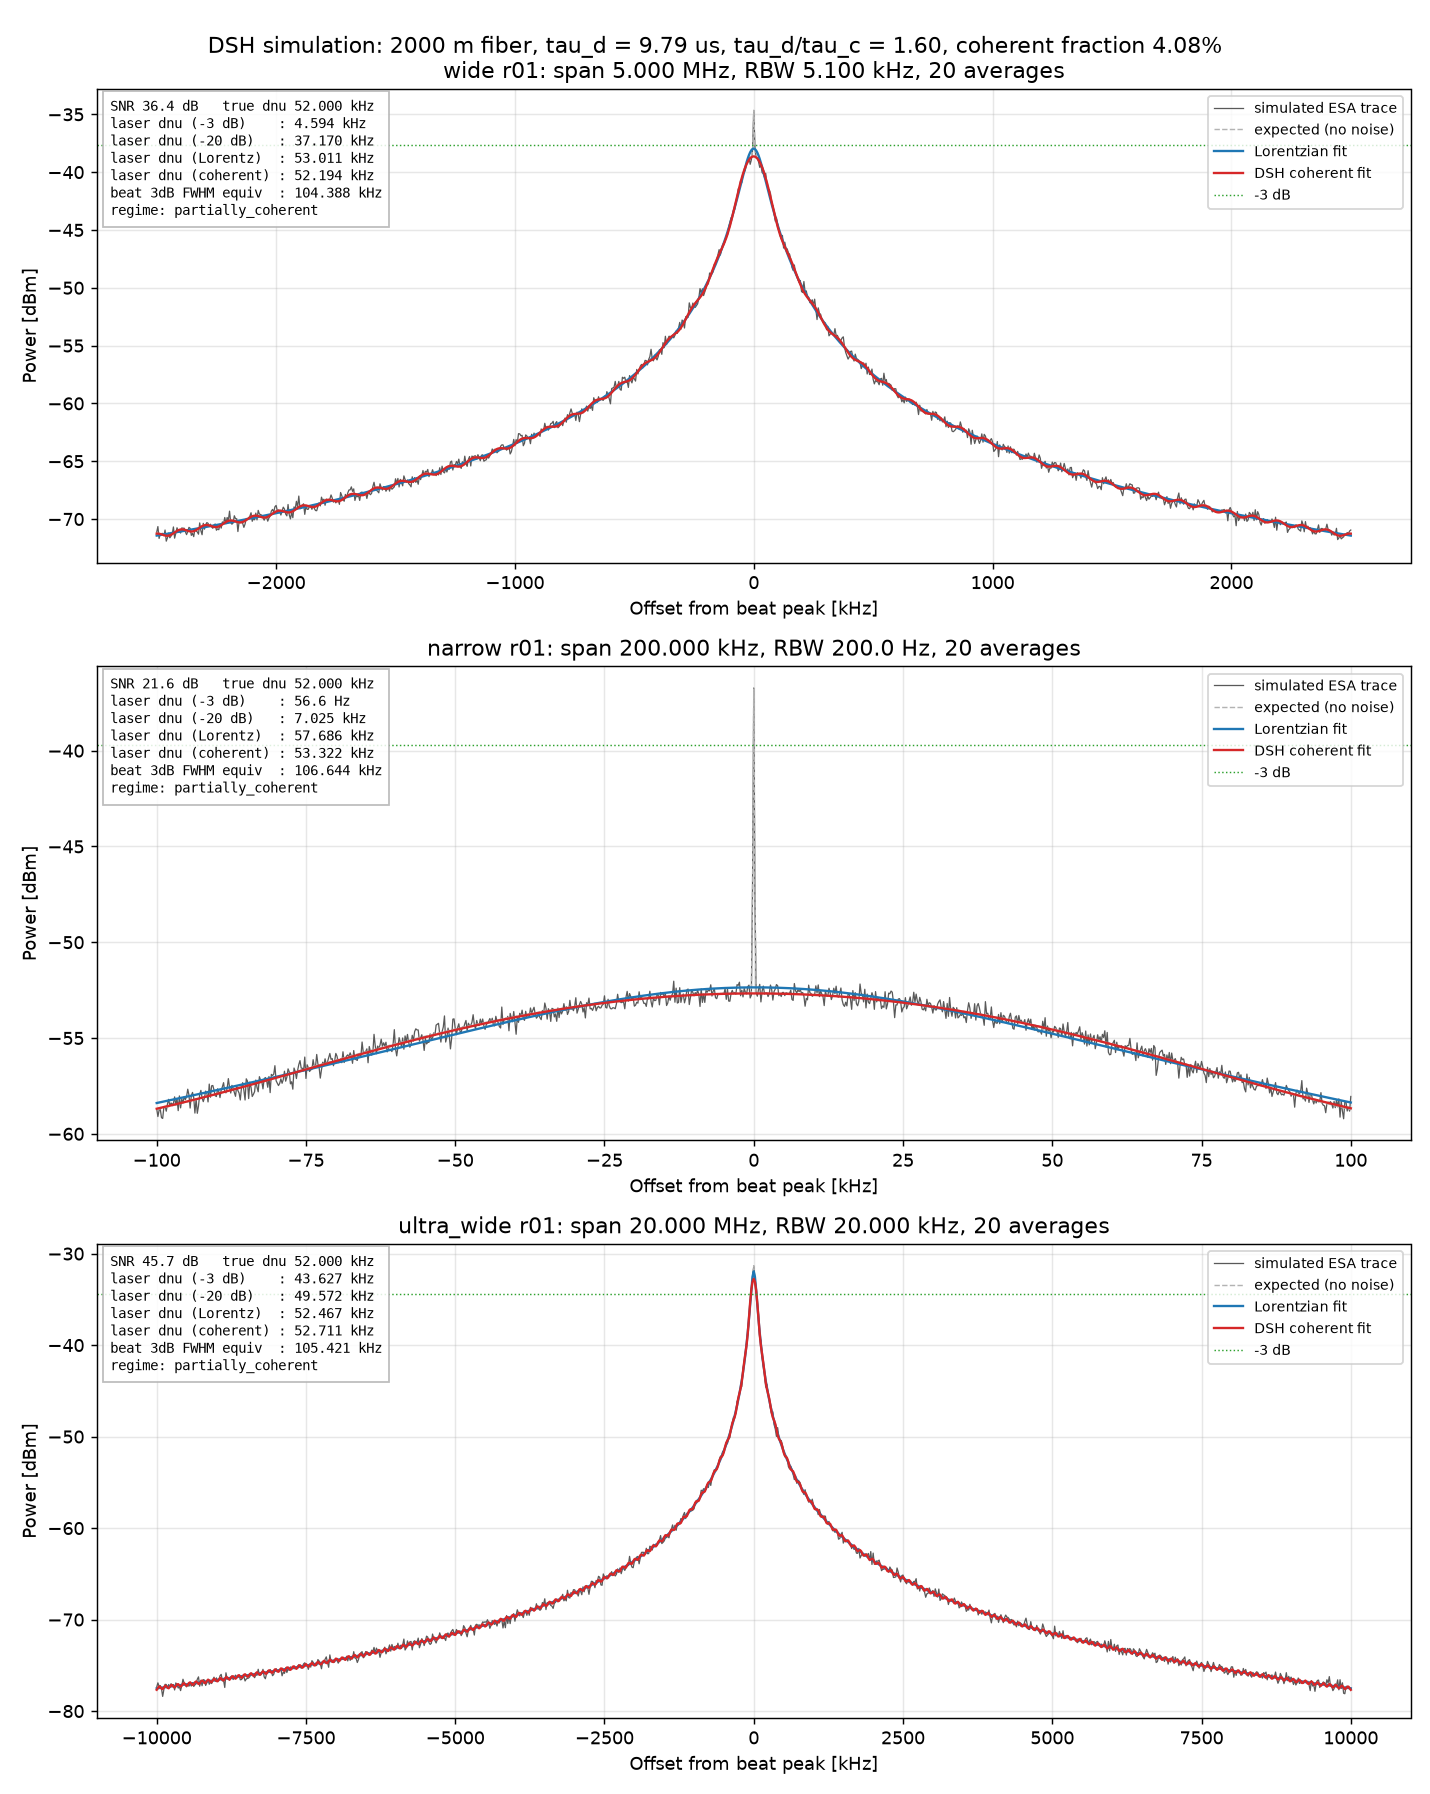 DSH simulation: 2000 m fiber, tau_d = 9.79 us, tau_d/tau_c = 1.60, coherent fraction 4.08%
wide r01: span 5.000 MHz, RBW 5.100 kHz, 20 averages
SNR 36.4 dB   true dnu 52.000 kHz
laser dnu (-3 dB)    : 4.594 kHz
laser dnu (-20 dB)   : 37.170 kHz
laser dnu (Lorentz)  : 53.011 kHz
laser dnu (coherent) : 52.194 kHz
beat 3dB FWHM equiv  : 104.388 kHz
regime: partially_coherent
simulated ESA trace
expected (no noise)
Lorentzian fit
DSH coherent fit
-3 dB
Power [dBm]
−35
−40
−45
−50
−55
−60
−65
−70
−2000 −1000 0 1000 2000
Offset from beat peak [kHz]
narrow r01: span 200.000 kHz, RBW 200.0 Hz, 20 averages
SNR 21.6 dB   true dnu 52.000 kHz
laser dnu (-3 dB)    : 56.6 Hz
laser dnu (-20 dB)   : 7.025 kHz
laser dnu (Lorentz)  : 57.686 kHz
laser dnu (coherent) : 53.322 kHz
beat 3dB FWHM equiv  : 106.644 kHz
regime: partially_coherent
simulated ESA trace
expected (no noise)
Lorentzian fit
DSH coherent fit
-3 dB
Power [dBm]
−40
−45
−50
−55
−60
−100 −75 −50 −25 0 25 50 75 100
Offset from beat peak [kHz]
ultra_wide r01: span 20.000 MHz, RBW 20.000 kHz, 20 averages
SNR 45.7 dB   true dnu 52.000 kHz
laser dnu (-3 dB)    : 43.627 kHz
laser dnu (-20 dB)   : 49.572 kHz
laser dnu (Lorentz)  : 52.467 kHz
laser dnu (coherent) : 52.711 kHz
beat 3dB FWHM equiv  : 105.421 kHz
regime: partially_coherent
simulated ESA trace
expected (no noise)
Lorentzian fit
DSH coherent fit
-3 dB
Power [dBm]
−30
−40
−50
−60
−70
−80
−10000 −7500 −5000 −2500 0 2500 5000 7500 10000
Offset from beat peak [kHz]